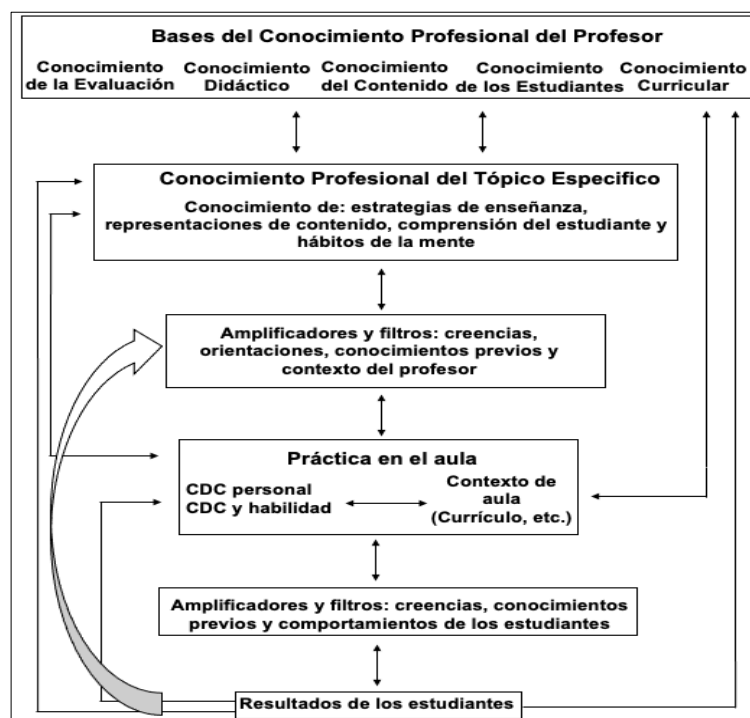 Bases del Conocimiento Profesional del Profesor
Conocimiento de la Evaluación
Conocimiento Didáctico
Conocimiento del Contenido
Conocimiento de los Estudiantes
Conocimiento Curricular
Conocimiento Profesional del Tópico Especifico
Conocimiento de: estrategias de enseñanza,
representaciones de contenido, comprensión del estudiante y
hábitos de la mente
Amplificadores y filtros: creencias,
orientaciones, conocimientos previos y
contexto del profesor
Práctica en el aula
CDC personal
CDC y habilidad
Contexto de
aula
(Currículo, etc.)
Amplificadores y filtros: creencias, conocimientos
previos y comportamientos de los estudiantes
Resultados de los estudiantes